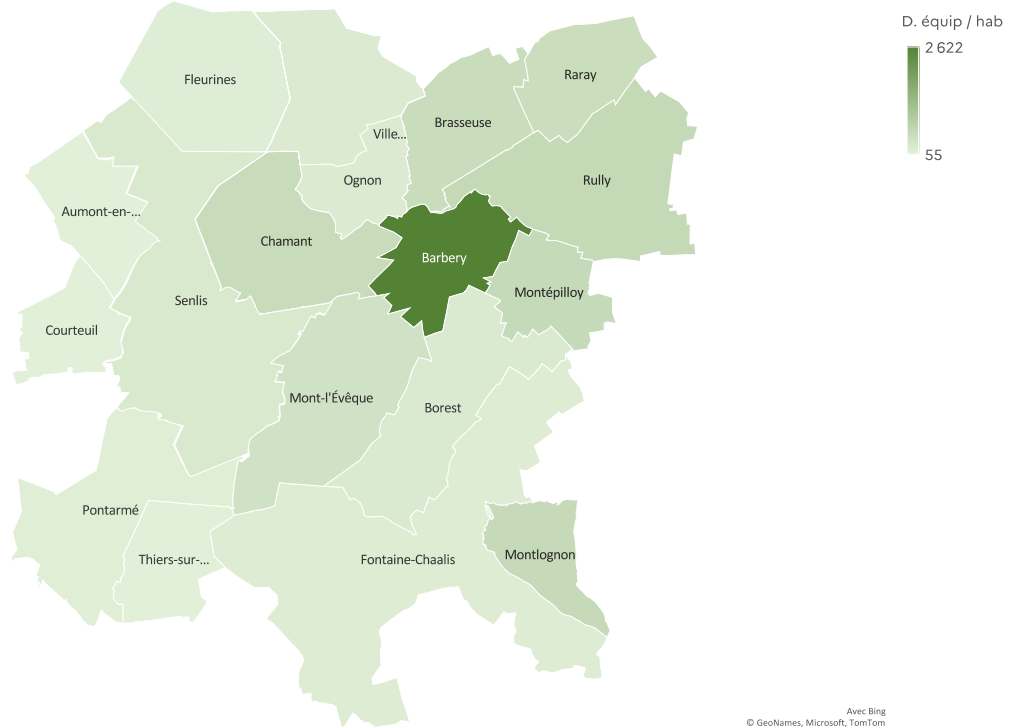 D. équip / hab
2 622
55
Fleurines
Raray
Brasseuse
Ville...
Ognon
Rully
Aumont-en-...
Chamant
Barbery
Senlis
Montépilloy
Courteuil
Mont-l'Évêque
Borest
Pontarmé
Thiers-sur-...
Fontaine-Chaalis
Montlognon
Avec Bing
© GeoNames, Microsoft, TomTom